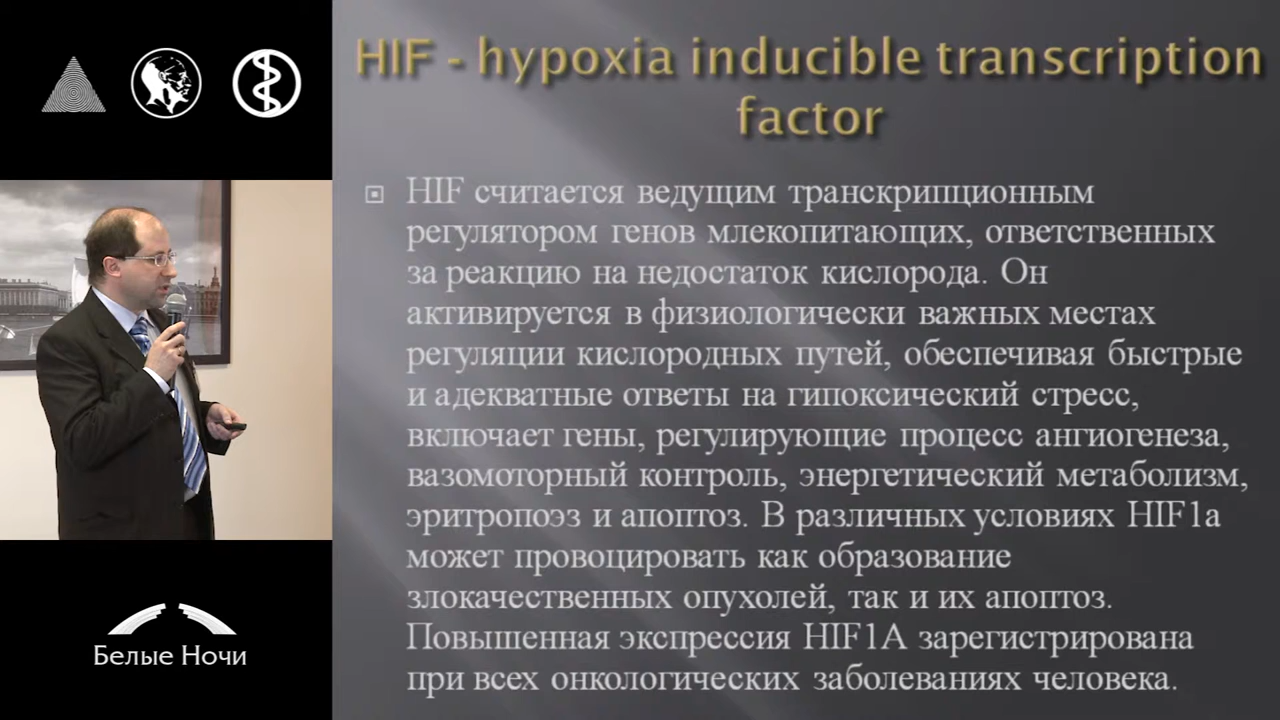 HIF - hypoxia inducible transcription
factor
HIF считается ведущим транскрипционным
регулятором генов млекопитающих, ответственных
за реакцию на недостаток кислорода. Он
активируется в физиологически важных местах
регуляции кислородных путей, обеспечивая быстрые
и адекватные ответы на гипоксический стресс,
включает гены, регулирующие процесс ангиогенеза,
вазомоторный контроль, энергетический метаболизм,
эритропоэз и апоптоз. В различных условиях HIF1a
может провоцировать как образование
злокачественных опухолей, так и их апоптоз.
Повышенная экспрессия HIF1A зарегистрирована
при всех онкологических заболеваниях человека.
Белые Ночи